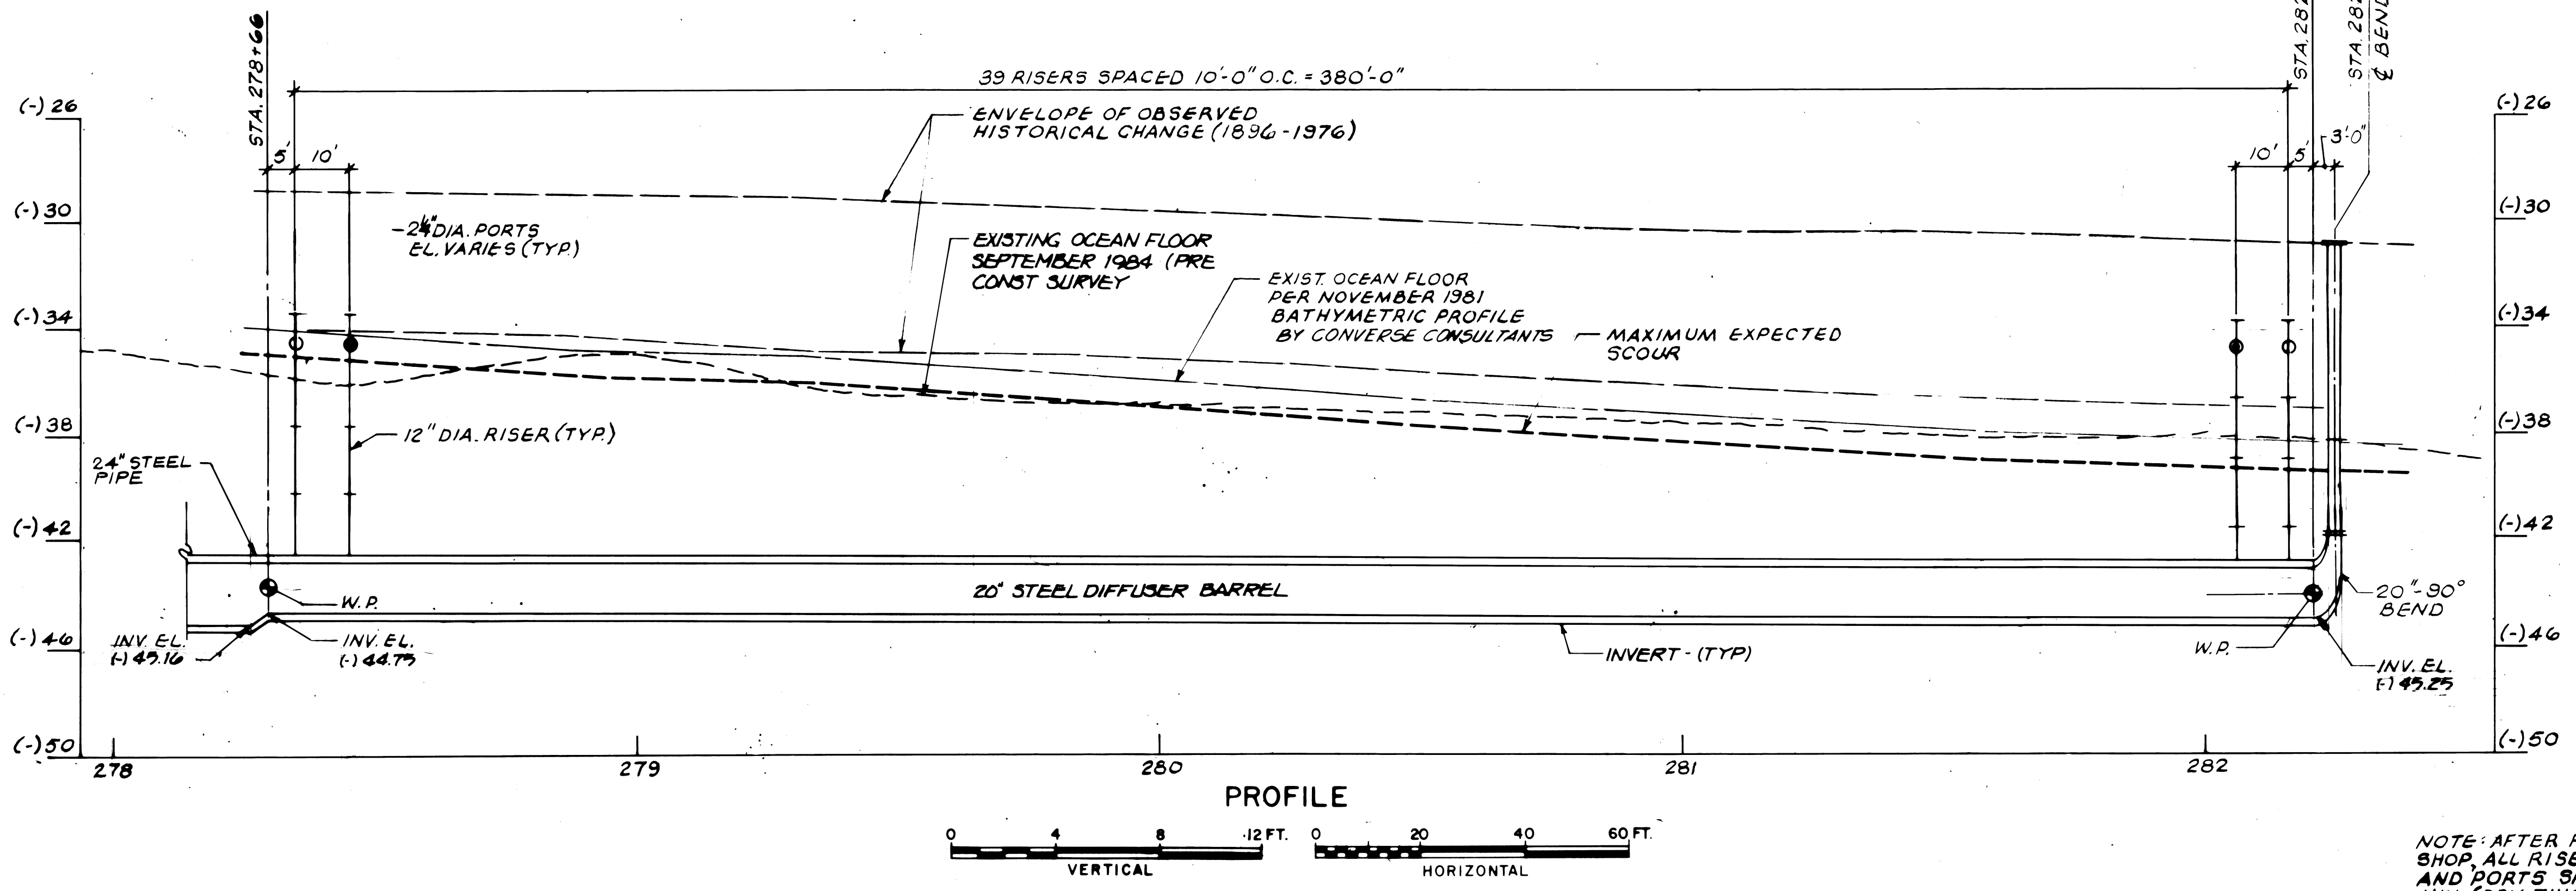 STA. 278+66
STA. 282
STA. 282
℄ BEND
39 RISERS SPACED 10'-0" O.C. = 380'-0"
(-) 26
(-) 26
ENVELOPE OF OBSERVED
HISTORICAL CHANGE (1896-1976)
5'
10'
10'
5'
3'-0"
(-) 30
(-) 30
DIA. PORTS
EL. VARIES (TYP.)
EXISTING OCEAN FLOOR
SEPTEMBER 1984 (PRE
CONST SURVEY
EXIST. OCEAN FLOOR
PER NOVEMBER 1981
BATHYMETRIC PROFILE
BY CONVERSE CONSULTANTS
MAXIMUM EXPECTED
SCOUR
(-) 34
(-) 34
(-) 38
(-) 38
12" DIA. RISER (TYP.)
24" STEEL
PIPE
(-) 42
(-) 42
20" STEEL DIFFUSER BARREL
W.P.
20"-90°
BEND
(-) 46
(-) 46
INV. EL.
(-) 45.16
INV. EL.
(-) 44.75
INVERT - (TYP)
W.P.
INV. EL.
(-) 45.25
(-) 50
(-) 50
278
279
280
281
282
PROFILE
0 4 8 12 FT.
VERTICAL
0 20 40 60 FT.
HORIZONTAL
NOTE: AFTER
SHOP, ALL
AND PORTS